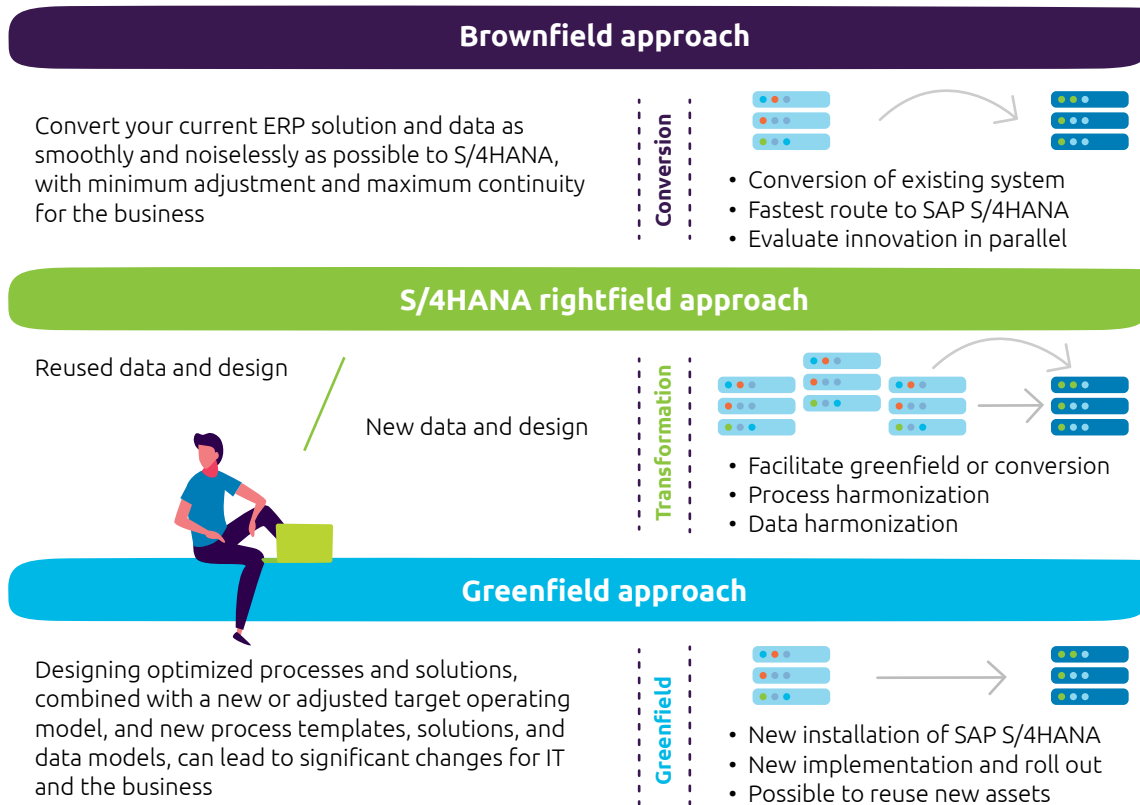 Brownfield approach
Convert your current ERP solution and data as
smoothly and noiselessly as possible to S/4HANA,
with minimum adjustment and maximum continuity
for the business
Conversion
• Conversion of existing system
• Fastest route to SAP S/4HANA
• Evaluate innovation in parallel
S/4HANA rightfield approach
Reused data and design
New data and design
Transformation
• Facilitate greenfield or conversion
• Process harmonization
• Data harmonization
Greenfield approach
Designing optimized processes and solutions,
combined with a new or adjusted target operating
model, and new process templates, solutions, and
data models, can lead to significant changes for IT
and the business
Greenfield
• New installation of SAP S/4HANA
• New implementation and roll out
• Possible to reuse new assets